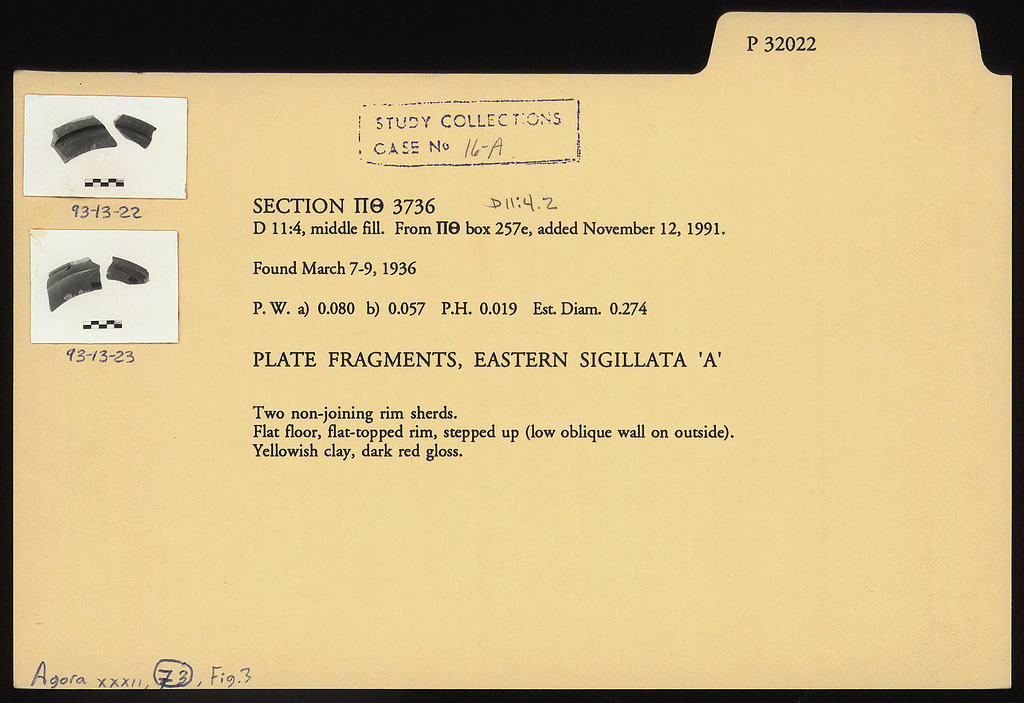 P 32022
STUDY COLLECTIONS
CASE No 16-A
93-13-22
SECTION ΠΘ 3736 D11:4.2
D 11:4, middle fill. From ΠΘ box 257e, added November 12, 1991.
Found March 7-9, 1936
P. W. a) 0.080 b) 0.057 P.H. 0.019 Est. Diam. 0.274
93-13-23
PLATE FRAGMENTS, EASTERN SIGILLATA 'A'
Two non-joining rim sherds.
Flat floor, flat-topped rim, stepped up (low oblique wall on outside).
Yellowish clay, dark red gloss.
Agora XXXII, 73, Fig.3